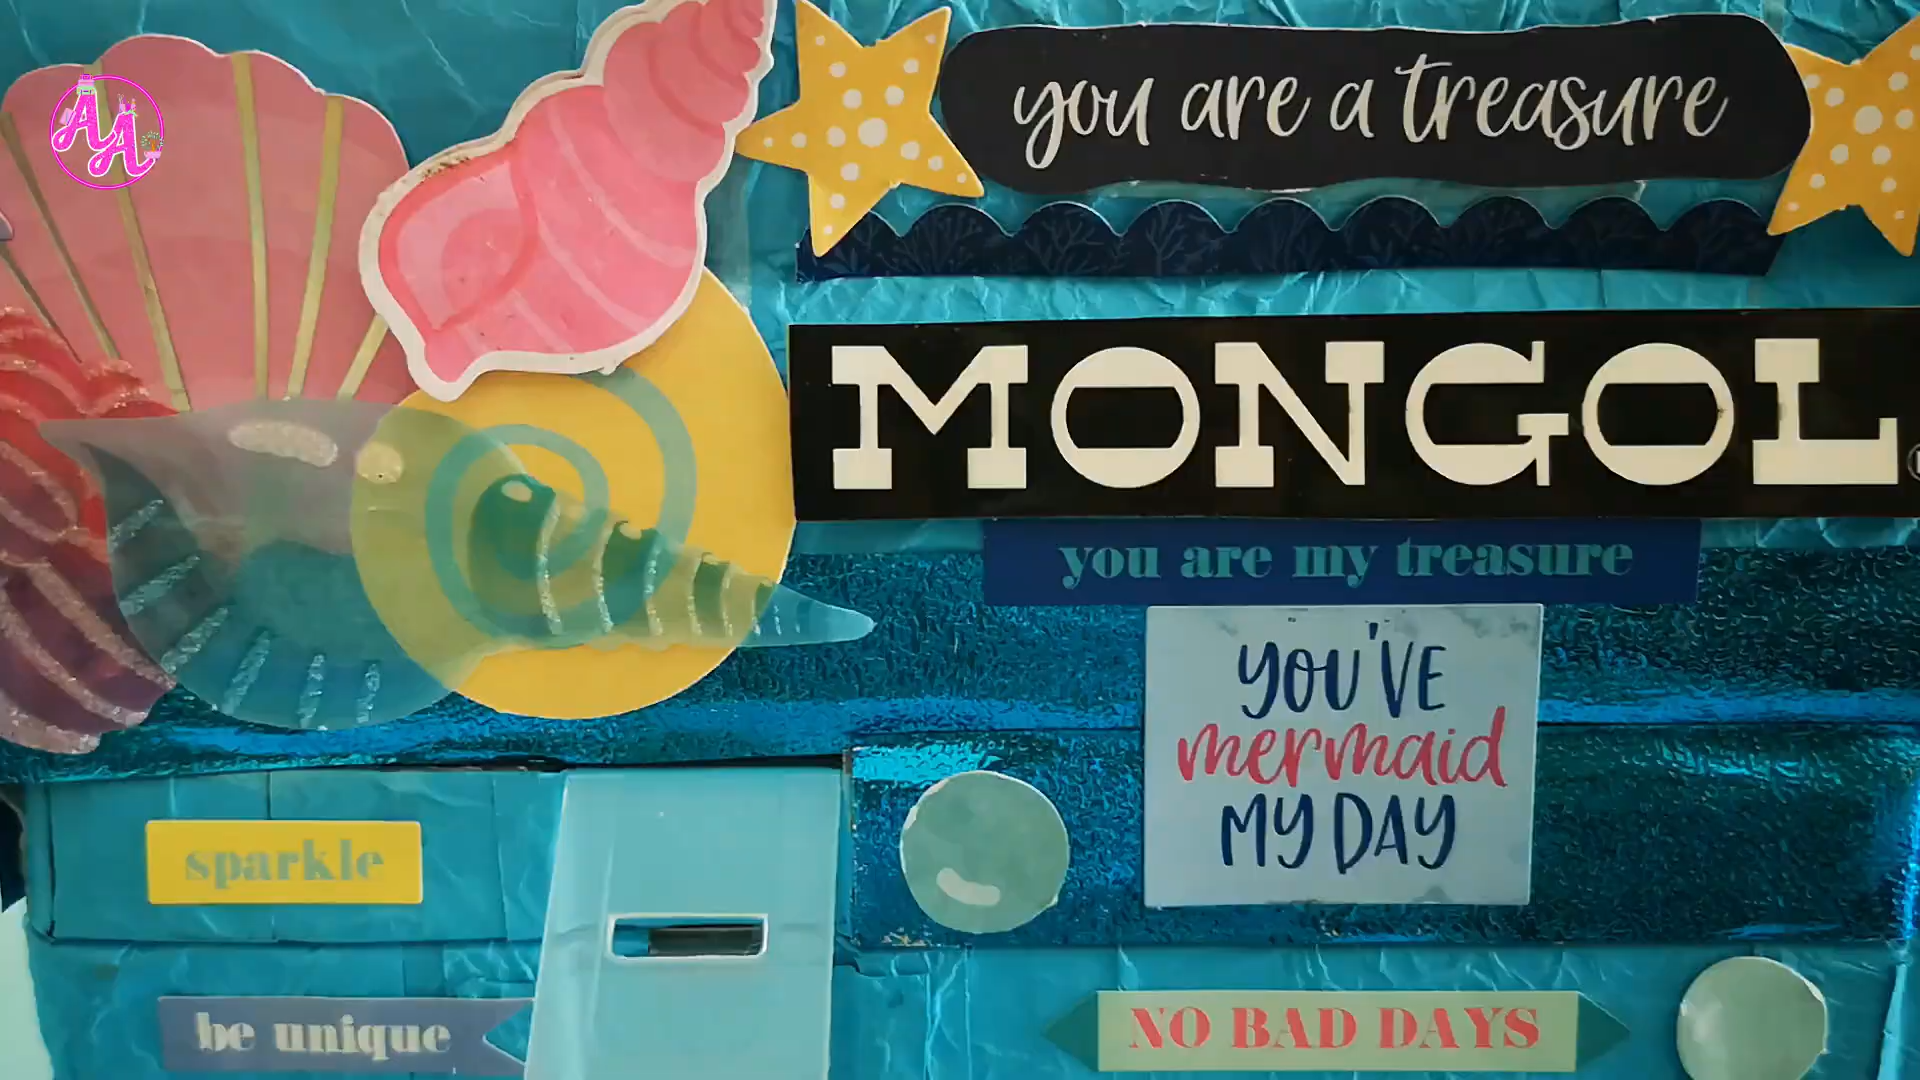 AA
you are a treasure
MONGOL
you are my treasure
YOU'VE
mermaid
MY DAY
sparkle
be unique
NO BAD DAYS